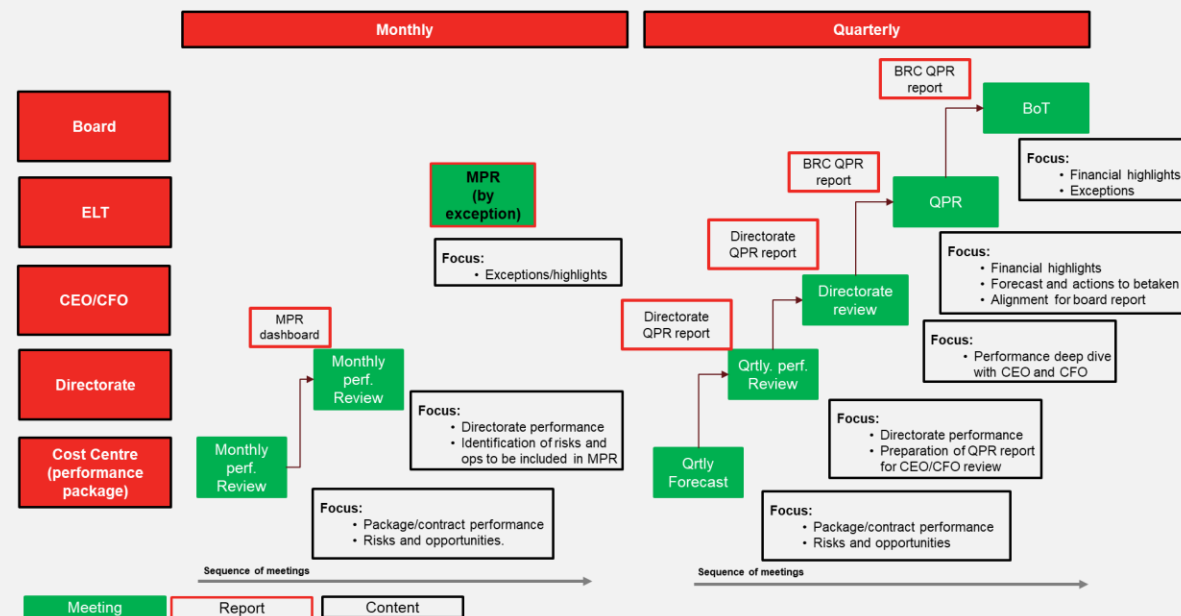 Monthly
Quarterly
Board
ELT
CEO/CFO
Directorate
Cost Centre
(performance
package)
MPR
(by
exception)
Focus:
• Exceptions/highlights
MPR
dashboard
Monthly
perf.
Review
Focus:
• Directorate performance
• Identification of risks and
ops to be included in MPR
Monthly
perf.
Review
Focus:
• Package/contract performance
• Risks and opportunities.
Sequence of meetings
BRC QPR
report
BoT
Focus:
• Financial highlights
• Exceptions
BRC QPR
report
QPR
Focus:
• Financial highlights
• Forecast and actions to betaken
• Alignment for board report
Directorate
QPR report
Directorate
review
Focus:
• Performance deep dive
with CEO and CFO
Directorate
QPR report
Qrtly. perf.
Review
Focus:
• Directorate performance
• Preparation of QPR report
for CEO/CFO review
Qrtly
Forecast
Focus:
• Package/contract performance
• Risks and opportunities
Sequence of meetings
Meeting
Report
Content